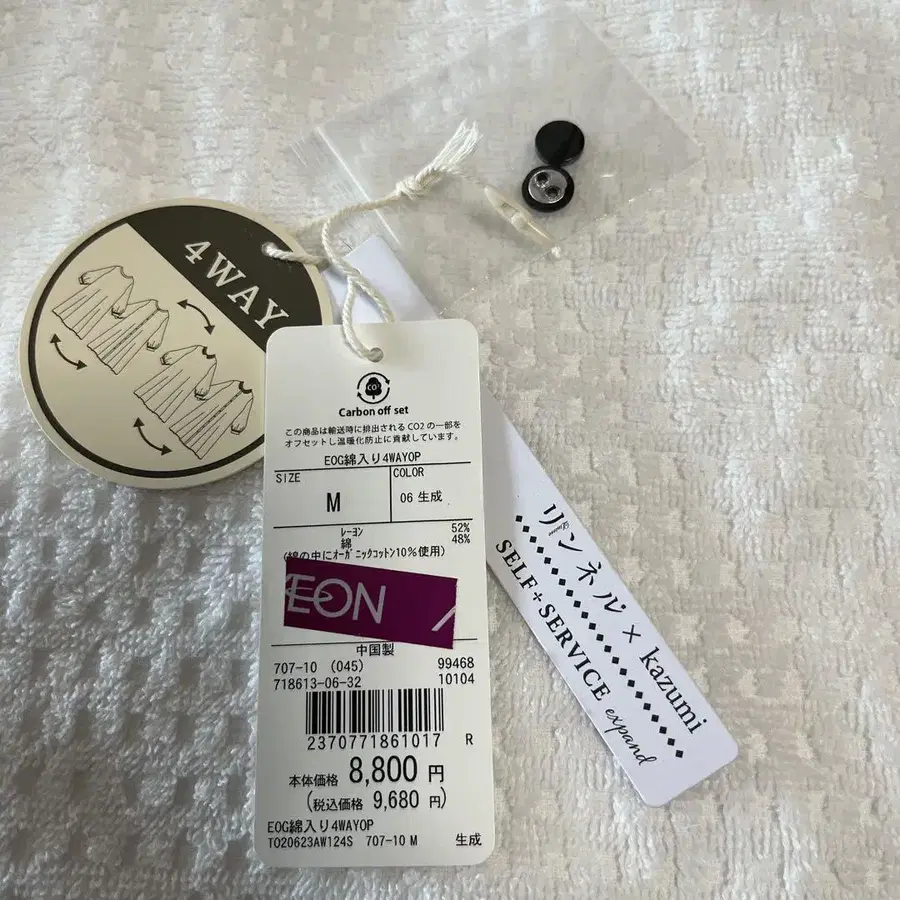 4WAY
CO2
Carbon off set
この商品は輸送時に排出される CO2 の一部を
オフセットし温暖化防止に貢献しています。
EOG綿入り4WAYOP
SIZE
M
COLOR
06 生成
レーヨン 52%
綿 48%
(綿の中にオーガニックコットン10%使用)
ÆON
中国製
707-10 (045) 99468
718613-06-32 10104
2370771861017 R
本体価格 8,800 円
(税込価格 9,680 円)
EOG綿入り4WAYOP
TO20623AW124S 707-10 M 生成
リンネル × kazumi
SELF+SERVICE expand